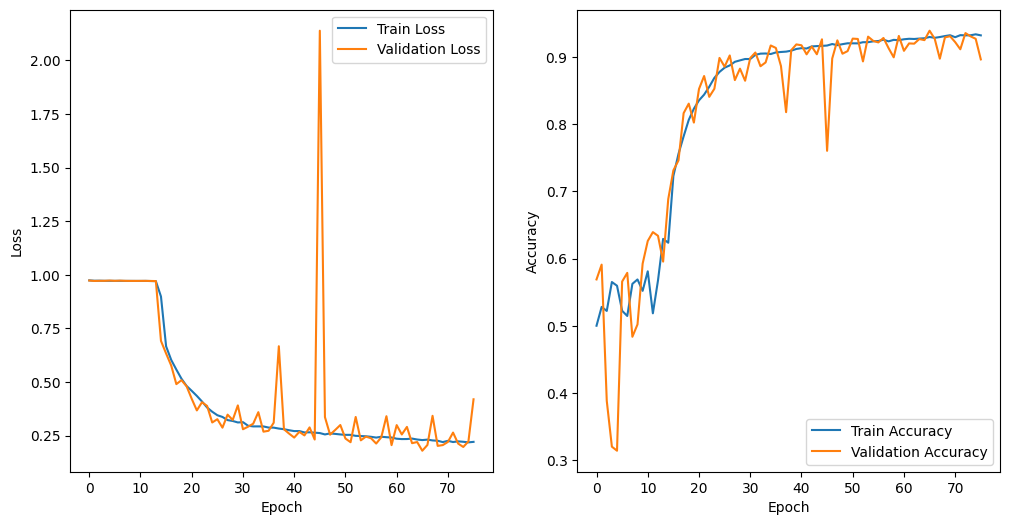 Train Loss
Validation Loss
2.00
1.75
1.50
1.25
1.00
0.75
0.50
0.25
Loss
0 10 20 30 40 50 60 70
Epoch
0.9
0.8
0.7
0.6
0.5
0.4
0.3
Accuracy
Train Accuracy
Validation Accuracy
0 10 20 30 40 50 60 70
Epoch